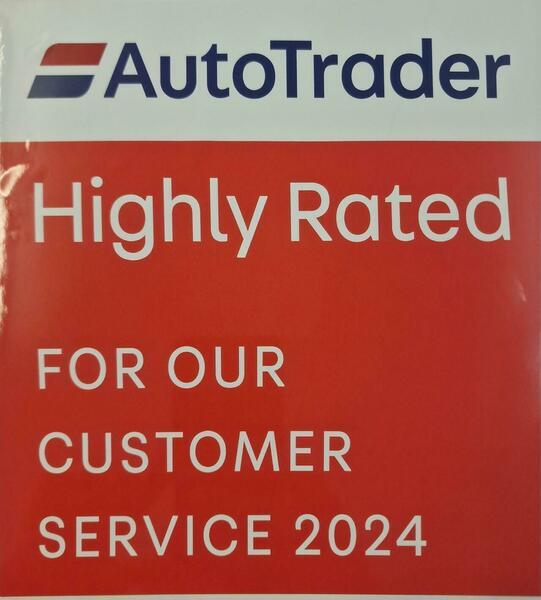 AutoTrader
Highly Rated
FOR OUR
CUSTOMER
SERVICE 2024